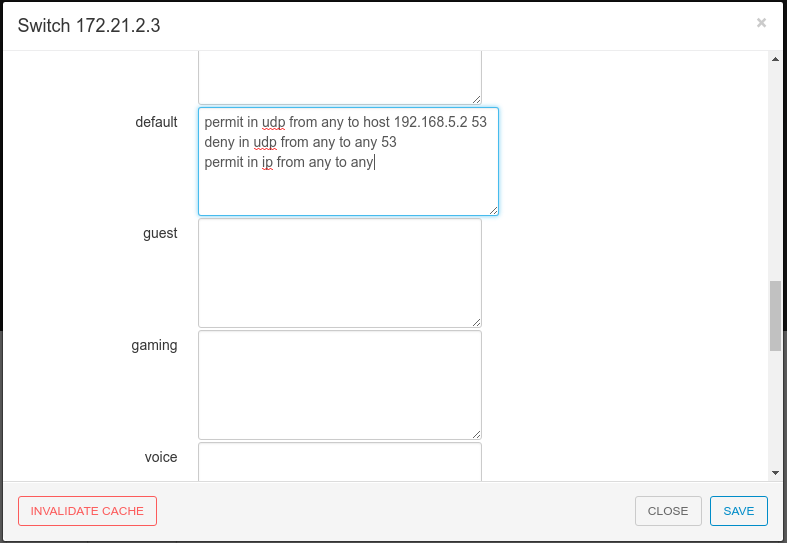 Switch 172.21.2.3
×
default
permit in udp from any to host 192.168.5.2 53
deny in udp from any to any 53
permit in ip from any to any
guest
gaming
voice
INVALIDATE CACHE
CLOSE
SAVE